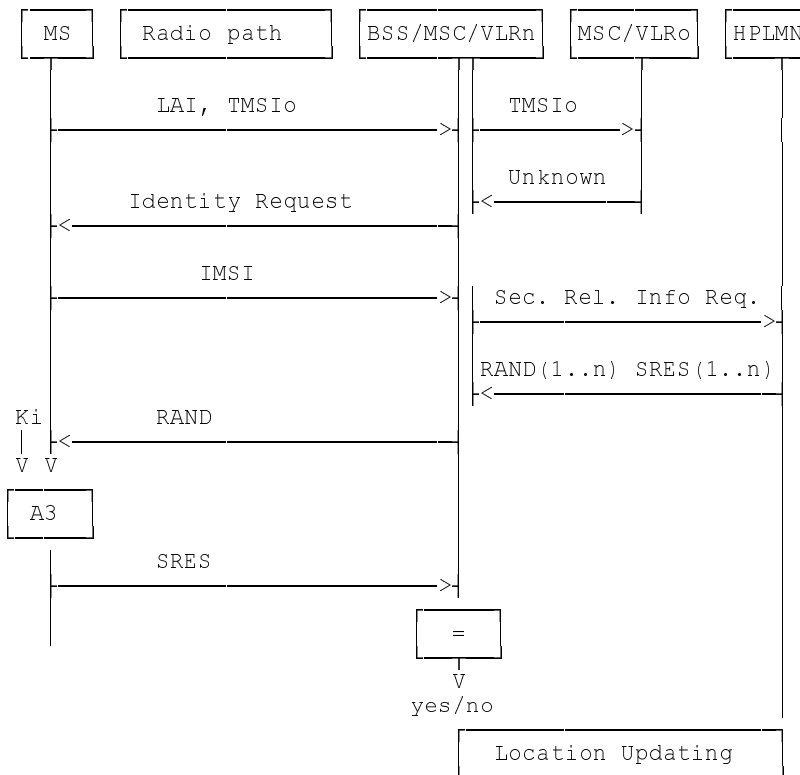 MS Radio path BSS/MSC/VLRn MSC/VLRo HPLMN
LAI, TMSIo TMSIo
Unknown
Identity Request
IMSI
Sec. Rel. Info Req.
RAND(1..n) SRES(1..n)
Ki RAND
V V
A3
SRES
=
V
yes/no
Location Updating